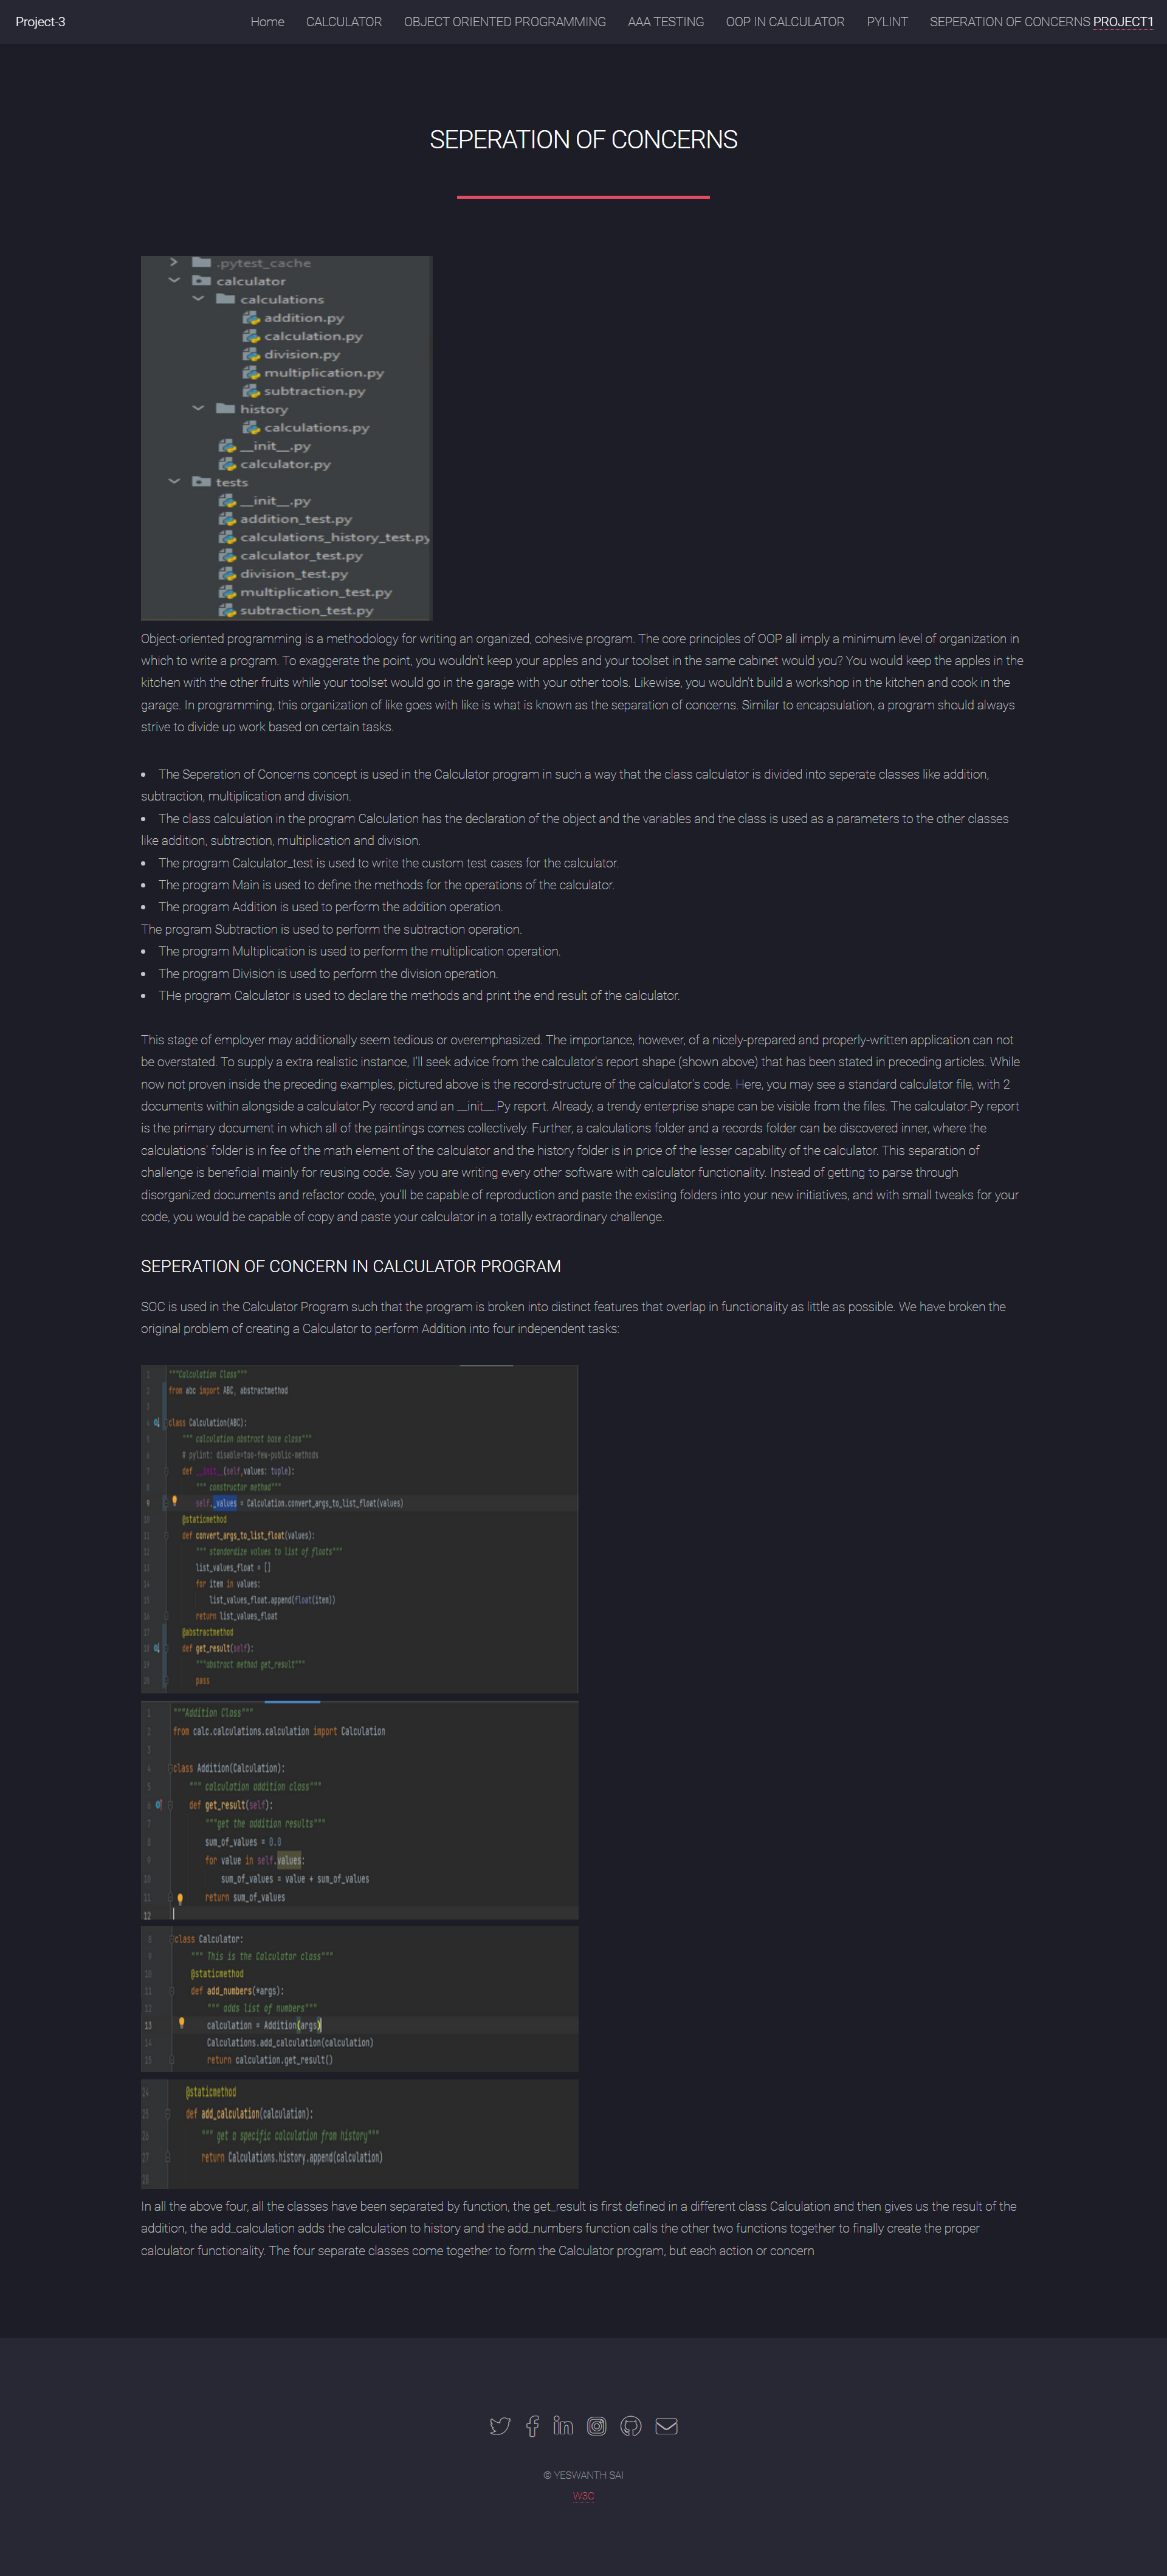 Project-3
Home CALCULATOR OBJECT ORIENTED PROGRAMMING AAA TESTING OOP IN CALCULATOR PYLINT SEPERATION OF CONCERNS PROJECT1
SEPERATION OF CONCERNS
.pytest_cache
calculator
calculations
addition.py
calculation.py
division.py
multiplication.py
subtraction.py
history
calculations.py
__init__.py
calculator.py
tests
__init__.py
addition_test.py
calculations_history_test.py
calculator_test.py
division_test.py
multiplication_test.py
subtraction_test.py
Object-oriented programming is a methodology for writing an organized, cohesive program. The core principles of OOP all imply a minimum level of organization in
which to write a program. To exaggerate the point, you wouldn't keep your apples and your toolset in the same cabinet would you? You would keep the apples in the
kitchen with the other fruits while your toolset would go in the garage with your other tools. Likewise, you wouldn't build a workshop in the kitchen and cook in the
garage. In programming, this organization of like goes with like is what is known as the separation of concerns. Similar to encapsulation, a program should always
strive to divide up work based on certain tasks.
• The Seperation of Concerns concept is used in the Calculator program in such a way that the class calculator is divided into seperate classes like addition,
subtraction, multiplication and division.
• The class calculation in the program Calculation has the declaration of the object and the variables and the class is used as a parameters to the other classes
like addition, subtraction, multiplication and division.
• The program Calculator_test is used to write the custom test cases for the calculator.
• The program Main is used to define the methods for the operations of the calculator.
• The program Addition is used to perform the addition operation.
The program Subtraction is used to perform the subtraction operation.
• The program Multiplication is used to perform the multiplication operation.
• The program Division is used to perform the division operation.
• THe program Calculator is used to declare the methods and print the end result of the calculator.
This stage of employer may additionally seem tedious or overemphasized. The importance, however, of a nicely-prepared and properly-written application can not
be overstated. To supply a extra realistic instance, I'll seek advice from the calculator's report shape (shown above) that has been stated in preceding articles. While
now not proven inside the preceding examples, pictured above is the record-structure of the calculator's code. Here, you may see a standard calculator file, with 2
documents within alongside a calculator.Py record and an __init__.Py report. Already, a trendy enterprise shape can be visible from the files. The calculator.Py report
is the primary document in which all of the paintings comes collectively. Further, a calculations folder and a records folder can be discovered inner, where the
calculations' folder is in fee of the math element of the calculator and the history folder is in price of the lesser capability of the calculator. This separation of
challenge is beneficial mainly for reusing code. Say you are writing every other software with calculator functionality. Instead of getting to parse through
disorganized documents and refactor code, you'll be capable of reproduction and paste the existing folders into your new initiatives, and with small tweaks for your
code, you would be capable of copy and paste your calculator in a totally extraordinary challenge.
SEPERATION OF CONCERN IN CALCULATOR PROGRAM
SOC is used in the Calculator Program such that the program is broken into distinct features that overlap in functionality as little as possible. We have broken the
original problem of creating a Calculator to perform Addition into four independent tasks:
1 """Calculation Class"""
2 from abc import ABC, abstractmethod
3
4 class Calculation(ABC):
5 """ calculation abstract base class"""
6 # pylint: disable=too-few-public-methods
7 def __init__(self,values: tuple):
8 """ constructor method"""
9 self._values = Calculation.convert_args_to_list_float(values)
10 @staticmethod
11 def convert_args_to_list_float(values):
12 """ standardize values to list of floats"""
13 list_values_float = []
14 for item in values:
15 list_values_float.append(float(item))
16 return list_values_float
17 @abstractmethod
18 def get_result(self):
19 """abstract method get_result"""
20 pass
1 """Addition Class"""
2 from calc.calculations.calculation import Calculation
3
4 class Addition(Calculation):
5 """ calculation addition class"""
6 def get_result(self):
7 """get the addition results"""
8 sum_of_values = 0.0
9 for value in self.values:
10 sum_of_values = value + sum_of_values
11 return sum_of_values
12
8 class Calculator:
9 """ This is the Calculator class"""
10 @staticmethod
11 def add_numbers(*args):
12 """ adds list of numbers"""
13 calculation = Addition(args)
14 Calculations.add_calculation(calculation)
15 return calculation.get_result()
24 @staticmethod
25 def add_calculation(calculation):
26 """ get a specific calculation from history"""
27 return Calculations.history.append(calculation)
28
In all the above four, all the classes have been separated by function, the get_result is first defined in a different class Calculation and then gives us the result of the
addition, the add_calculation adds the calculation to history and the add_numbers function calls the other two functions together to finally create the proper
calculator functionality. The four separate classes come together to form the Calculator program, but each action or concern
© YESWANTH SAI
W3C